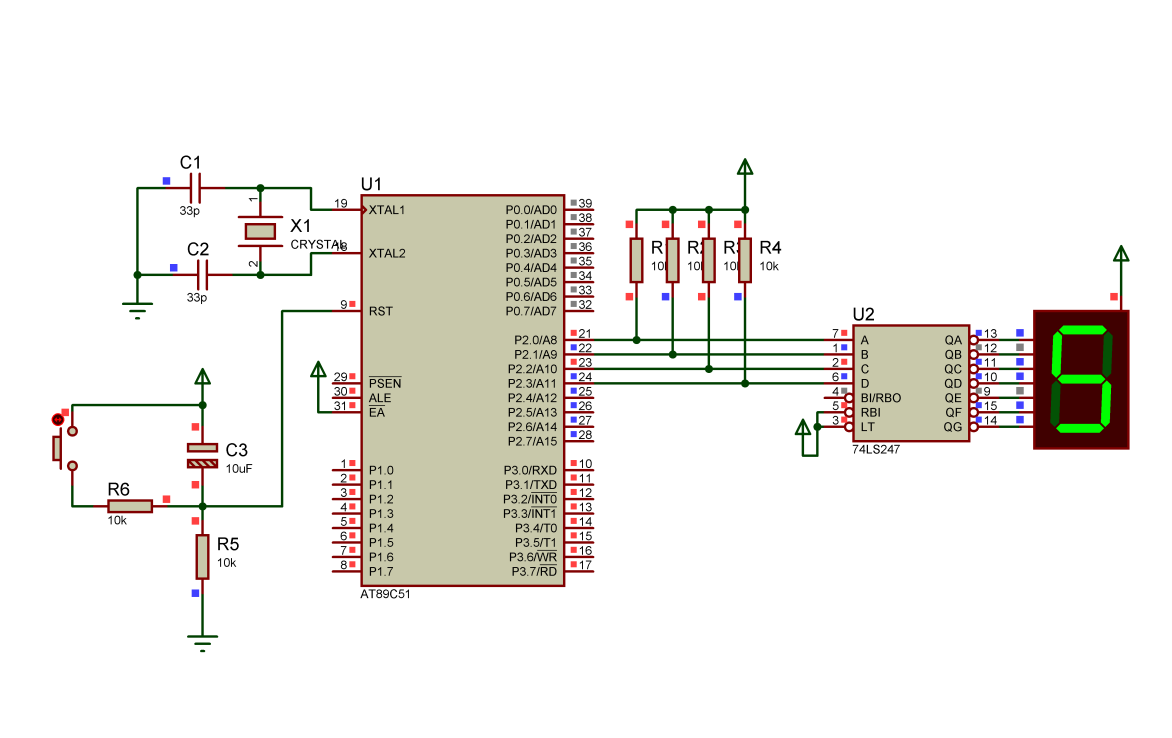 C1
33p
C2
33p
1
X1
CRYSTAL
2
U1
19 XTAL1
18 XTAL2
9 RST
29 PSEN
30 ALE
31 EA
1 P1.0
2 P1.1
3 P1.2
4 P1.3
5 P1.4
6 P1.5
7 P1.6
8 P1.7
P0.0/AD0 39
P0.1/AD1 38
P0.2/AD2 37
P0.3/AD3 36
P0.4/AD4 35
P0.5/AD5 34
P0.6/AD6 33
P0.7/AD7 32
P2.0/A8 21
P2.1/A9 22
P2.2/A10 23
P2.3/A11 24
P2.4/A12 25
P2.5/A13 26
P2.6/A14 27
P2.7/A15 28
P3.0/RXD 10
P3.1/TXD 11
P3.2/INT0 12
P3.3/INT1 13
P3.4/T0 14
P3.5/T1 15
P3.6/WR 16
P3.7/RD 17
AT89C51
C3
10uF
R6
10k
R5
10k
R
10
R2
10
R3
10
R4
10k
U2
7 A
1 B
2 C
6 D
4 BI/RBO
5 RBI
3 LT
QA 13
QB 12
QC 11
QD 10
QE 9
QF 15
QG 14
74LS247
5